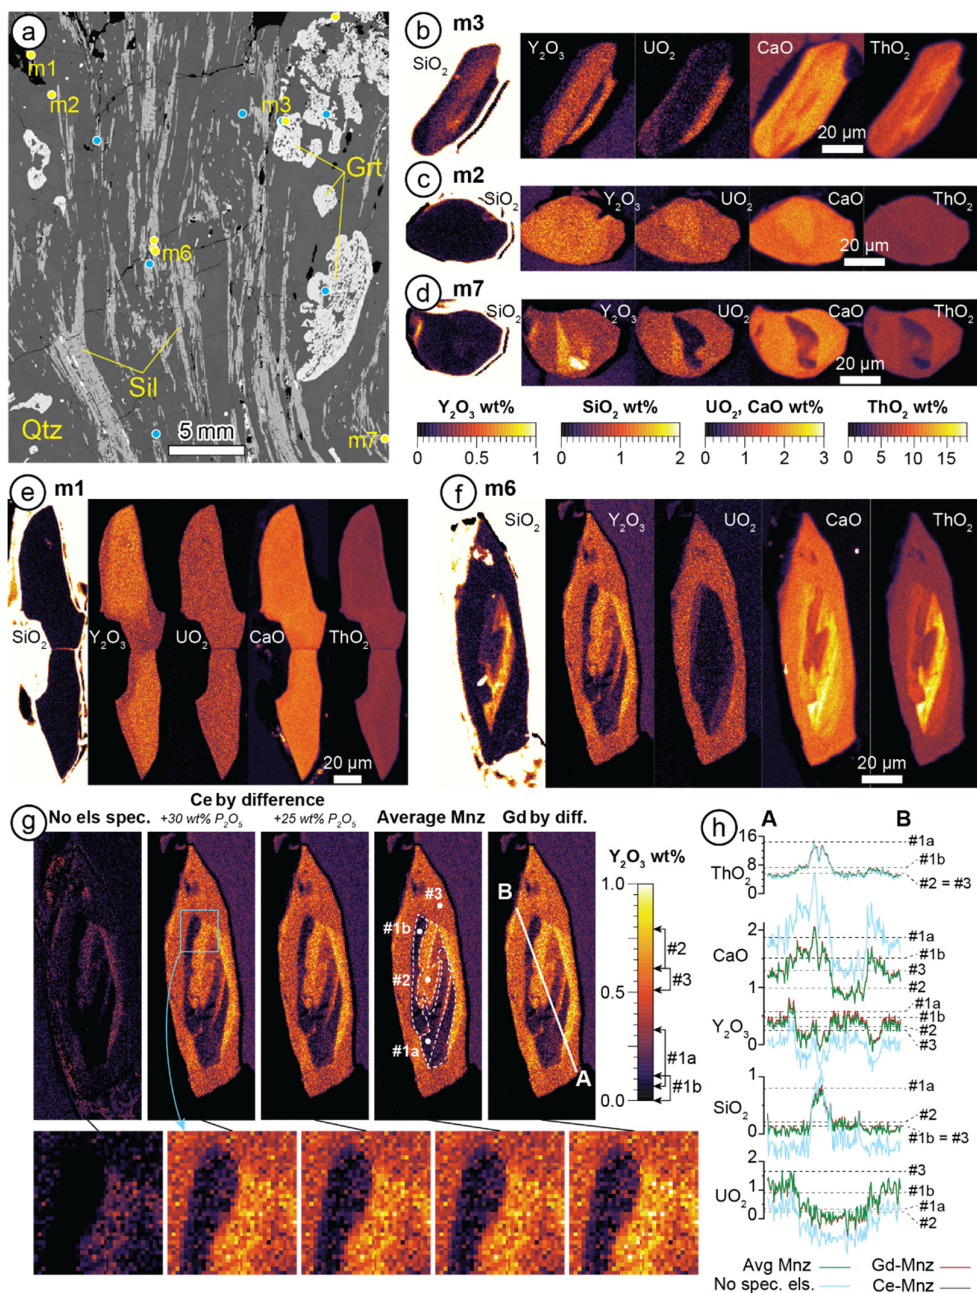 a
m1
m2
m3
Grt
m6
Sil
Qtz
5 mm
m7
b m3
SiO₂
Y₂O₃
UO₂
CaO
ThO₂
20 µm
c m2
SiO₂
Y₂O₃
UO₂
CaO
ThO₂
20 µm
d m7
SiO₂
Y₂O₃
UO₂
CaO
ThO₂
20 µm
Y₂O₃ wt%
0 0.5 1
SiO₂ wt%
0 1 2
UO₂, CaO wt%
0 1 2 3
ThO₂ wt%
0 5 10 15
e m1
SiO₂
Y₂O₃
UO₂
CaO
ThO₂
20 µm
f m6
SiO₂
Y₂O₃
UO₂
CaO
ThO₂
20 µm
g
No els spec.
Ce by difference
+30 wt% P₂O₅
+25 wt% P₂O₅
Average Mnz
Gd by diff.
#3
#1b
#2
#1a
B
A
Y₂O₃ wt%
1.0
0.5
0.0
#2
#3
#1a
#1b
h
A B
ThO₂
16
8
0
#1a
#1b
#2 = #3
CaO
2
1
#1a
#1b
#3
#2
Y₂O₃
0
#1a
#1b
#2
#3
SiO₂
1
0
#1a
#2
#1b = #3
UO₂
2
1
0
#3
#1b
#1a
#2
Avg Mnz
Gd-Mnz
No spec. els.
Ce-Mnz